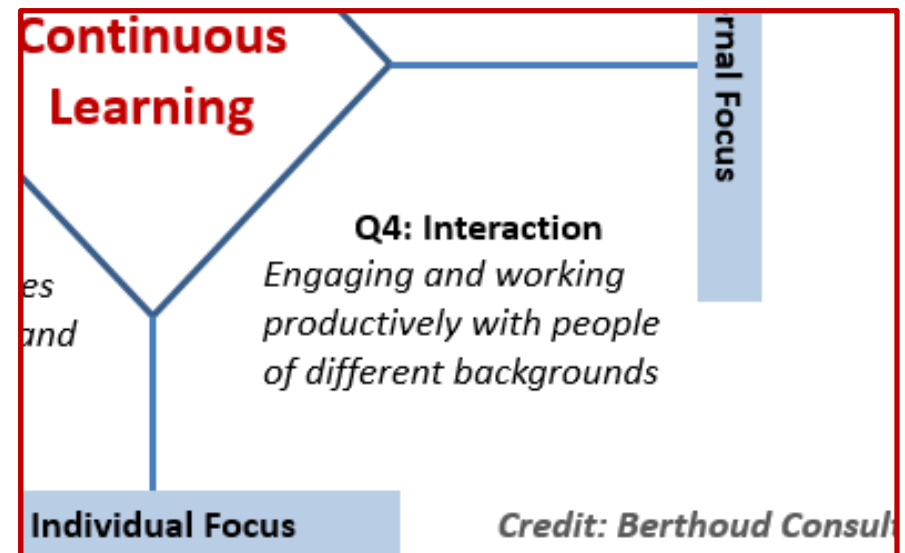 Continuous
Learning
rnal Focus
Q4: Interaction
Engaging and working
productively with people
of different backgrounds
es
and
Individual Focus
Credit: Berthoud Consul